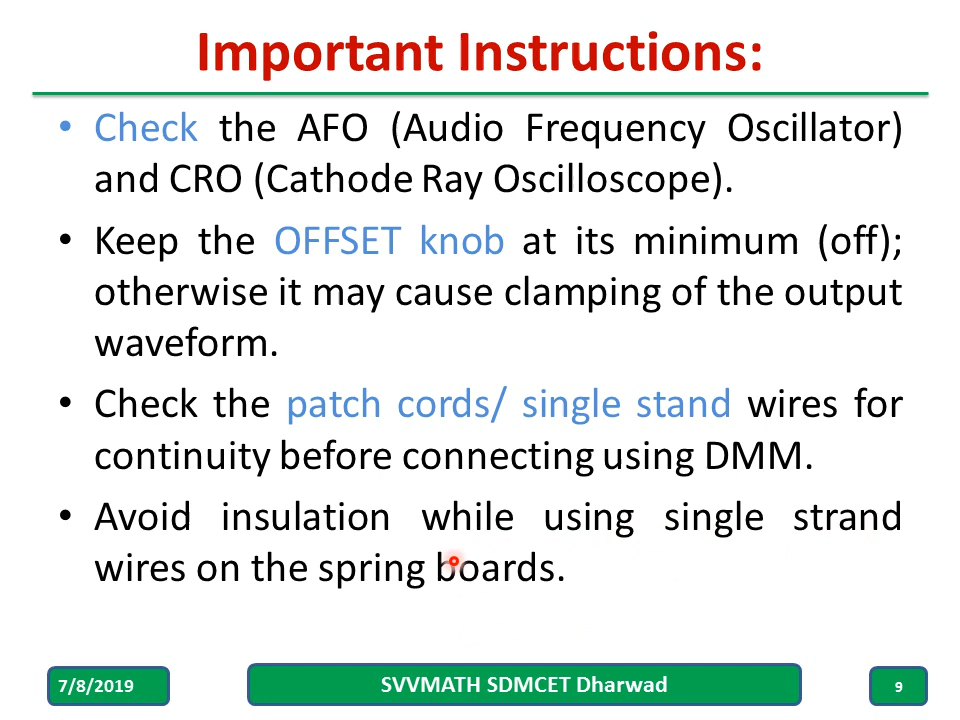 Important Instructions:
• Check the AFO (Audio Frequency Oscillator)
and CRO (Cathode Ray Oscilloscope).
• Keep the OFFSET knob at its minimum (off);
otherwise it may cause clamping of the output
waveform.
• Check the patch cords/ single stand wires for
continuity before connecting using DMM.
• Avoid insulation while using single strand
wires on the spring boards.
7/8/2019
SVVMATH SDMCET Dharwad
9